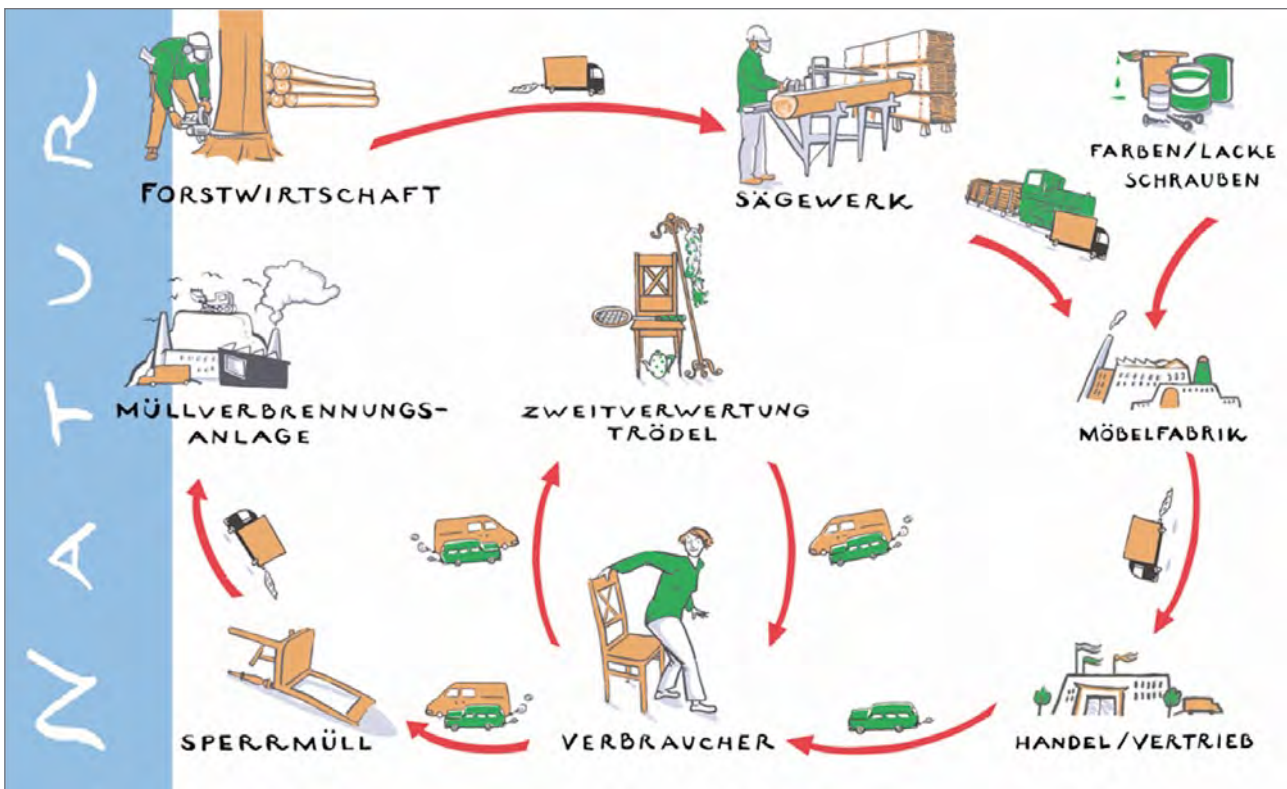 NATUR
FORSTWIRTSCHAFT
SÄGEWERK
FARBEN/LACKE
SCHRAUBEN
MÜLLVERBRENNUNGS-
ANLAGE
ZWEITVERWERTUNG
TRÖDEL
MÖBELFABRIK
SPERRMÜLL
VERBRAUCHER
HANDEL/VERTRIEB